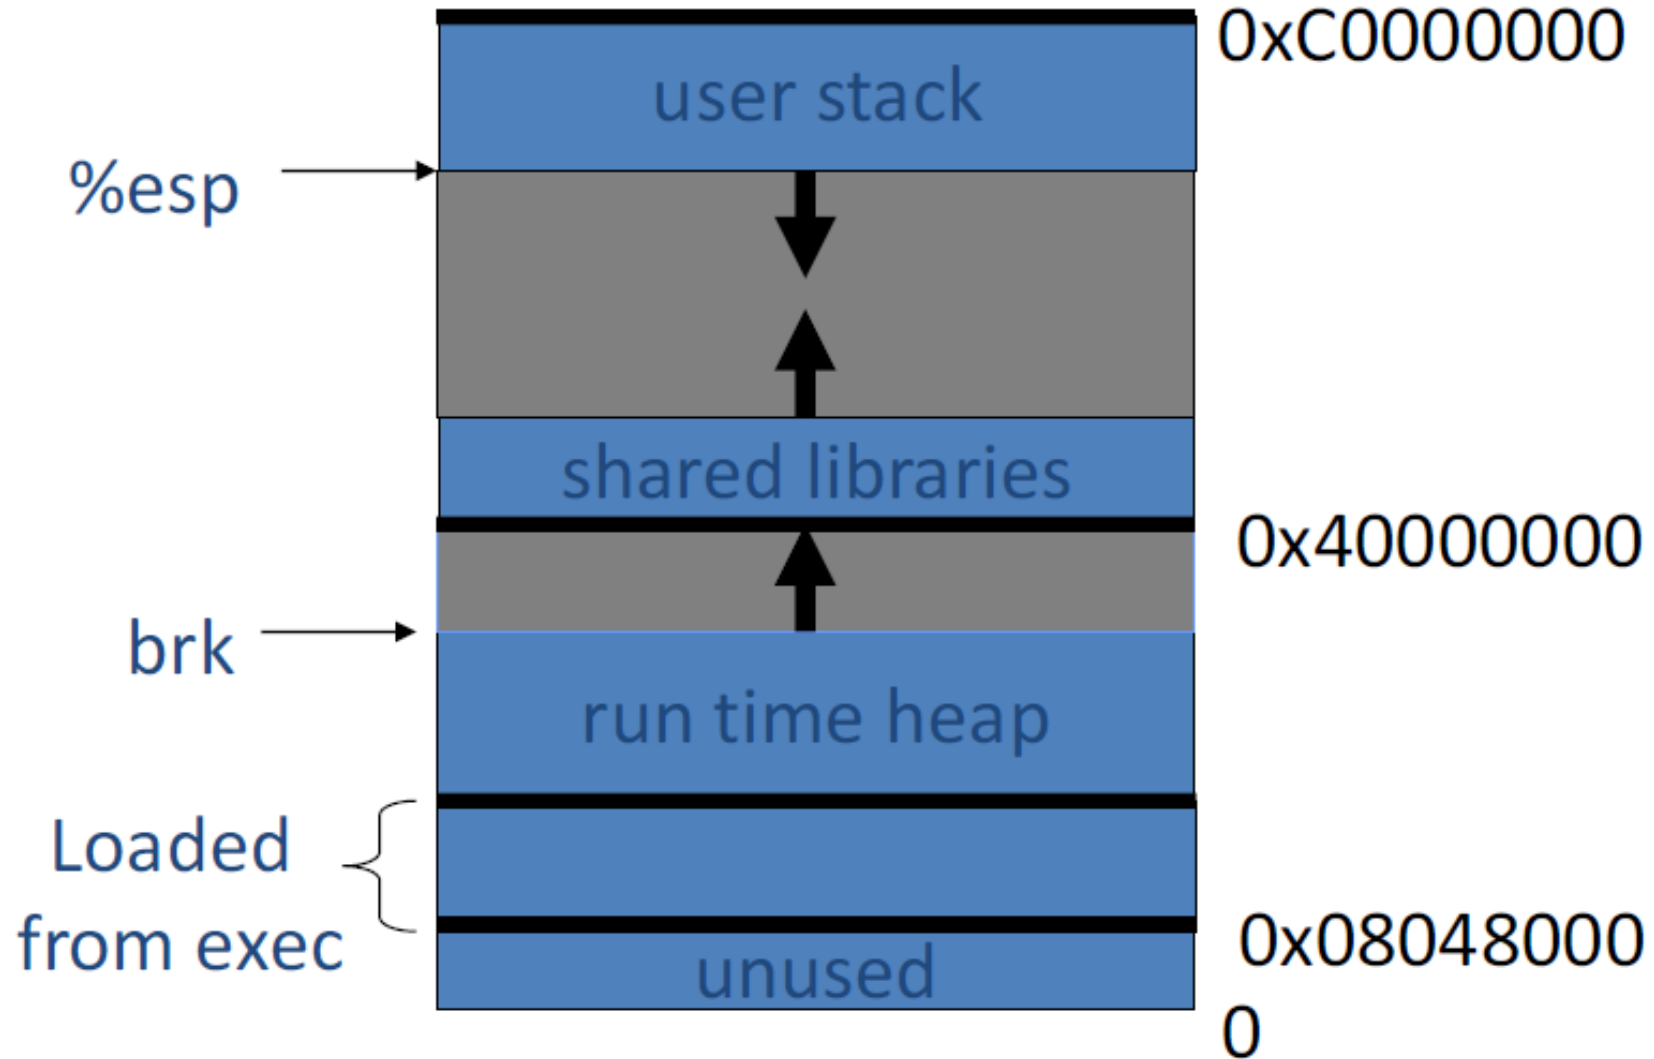 0xC0000000
user stack
%esp
shared libraries
0x40000000
brk
run time heap
Loaded
from exec
0x08048000
unused
0